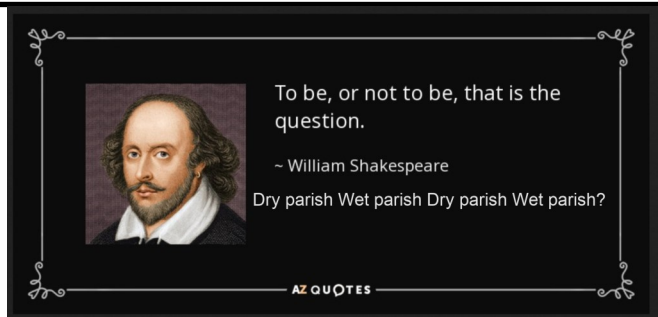 To be, or not to be, that is the
question.
~ William Shakespeare
Dry parish Wet parish Dry parish Wet parish?
AZ QUOTES